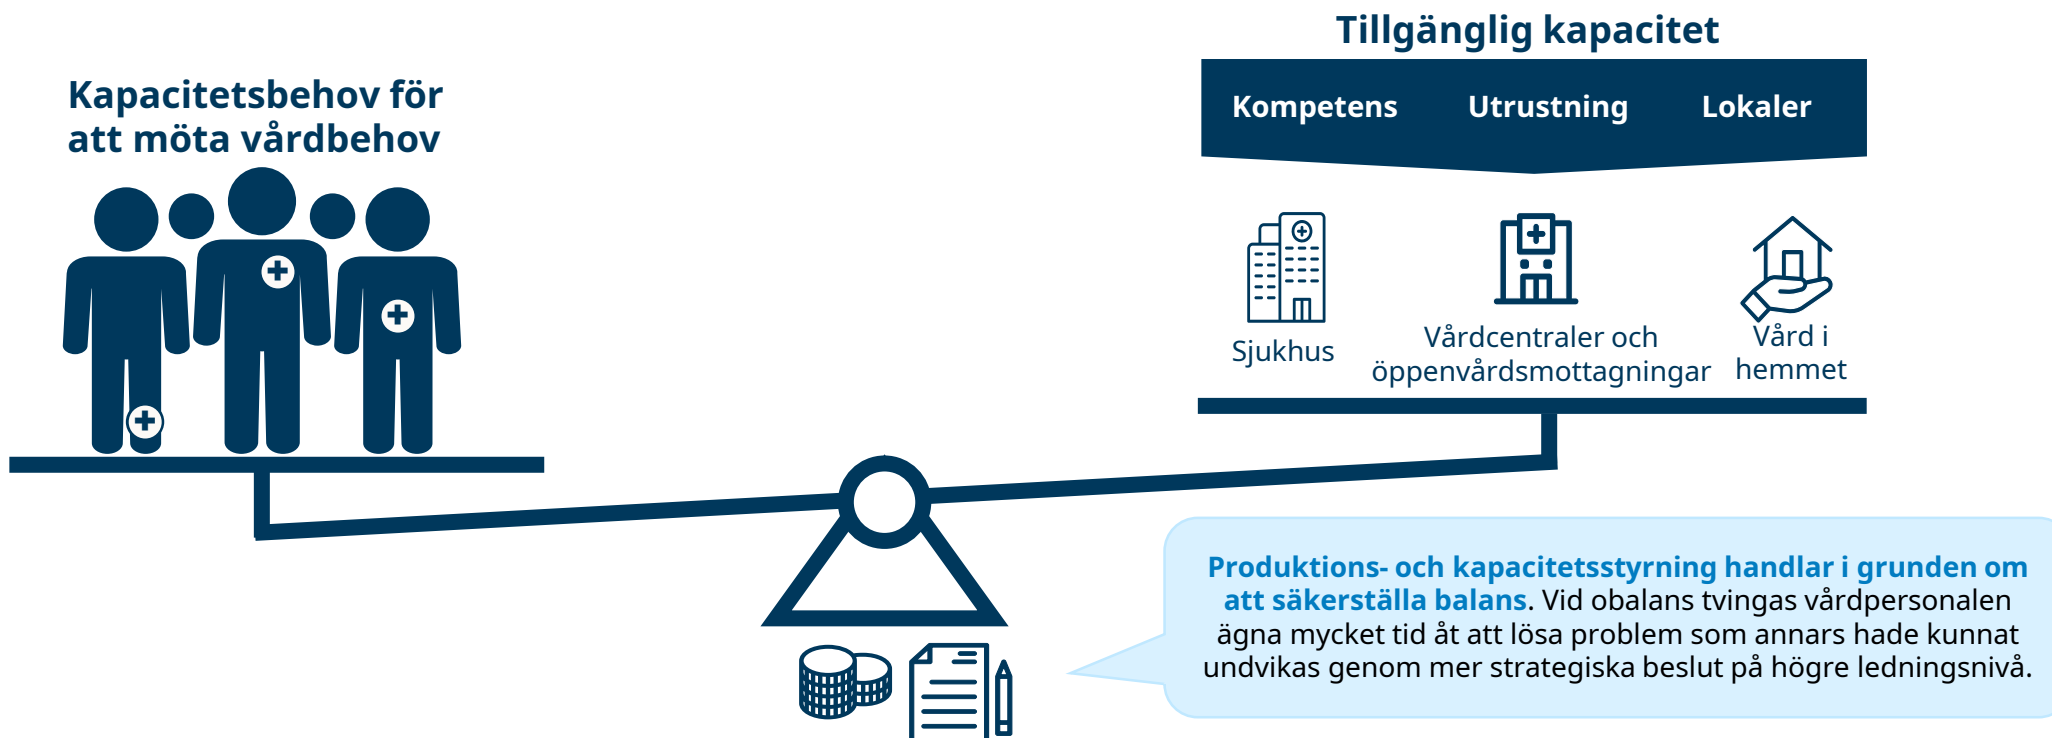 Tillgänglig kapacitet
Kapacitetsbehov för
att möta vårdbehov
Kompetens Utrustning Lokaler
Sjukhus
Vårdcentraler och
öppenvårdsmottagningar
Vård i
hemmet
Produktions- och kapacitetsstyrning handlar i grunden om
att säkerställa balans. Vid obalans tvingas vårdpersonalen
ägna mycket tid åt att lösa problem som annars hade kunnat
undvikas genom mer strategiska beslut på högre ledningsnivå.